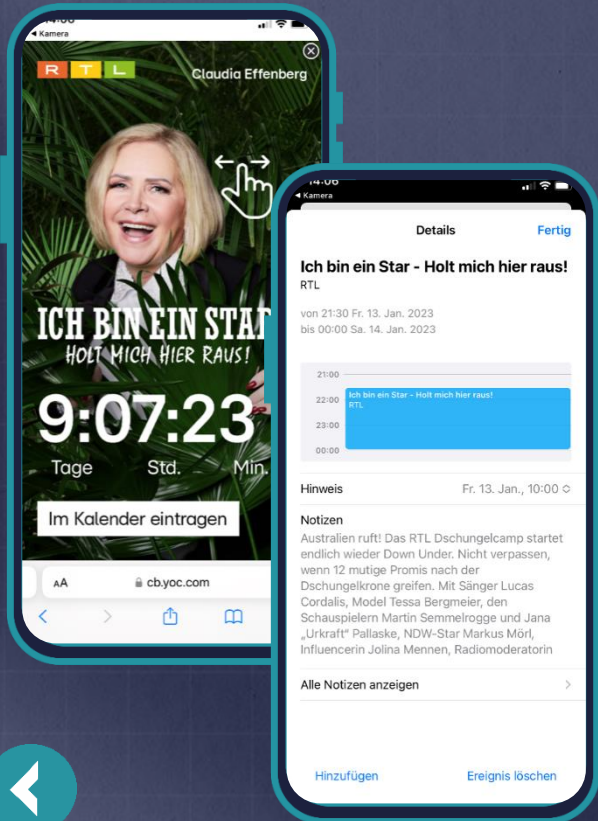 Kamera
RTL
Claudia Effenberg
ICH BIN EIN STAR
HOLT MICH HIER RAUS!
9:07:23
Tage Std. Min.
Im Kalender eintragen
AA cb.yoc.com
14:06
Kamera
Details Fertig
Ich bin ein Star - Holt mich hier raus!
RTL
von 21:30 Fr. 13. Jan. 2023
bis 00:00 Sa. 14. Jan. 2023
21:00
22:00 Ich bin ein Star - Holt mich hier raus!
RTL
23:00
00:00
Hinweis Fr. 13. Jan., 10:00
Notizen
Australien ruft! Das RTL Dschungelcamp startet
endlich wieder Down Under. Nicht verpassen,
wenn 12 mutige Promis nach der
Dschungelkrone greifen. Mit Sänger Lucas
Cordalis, Model Tessa Bergmeier, den
Schauspielern Martin Semmelrogge und Jana
„Urkraft“ Pallaske, NDW-Star Markus Mörl,
Influencerin Jolina Mennen, Radiomoderatorin
Alle Notizen anzeigen
Hinzufügen Ereignis löschen